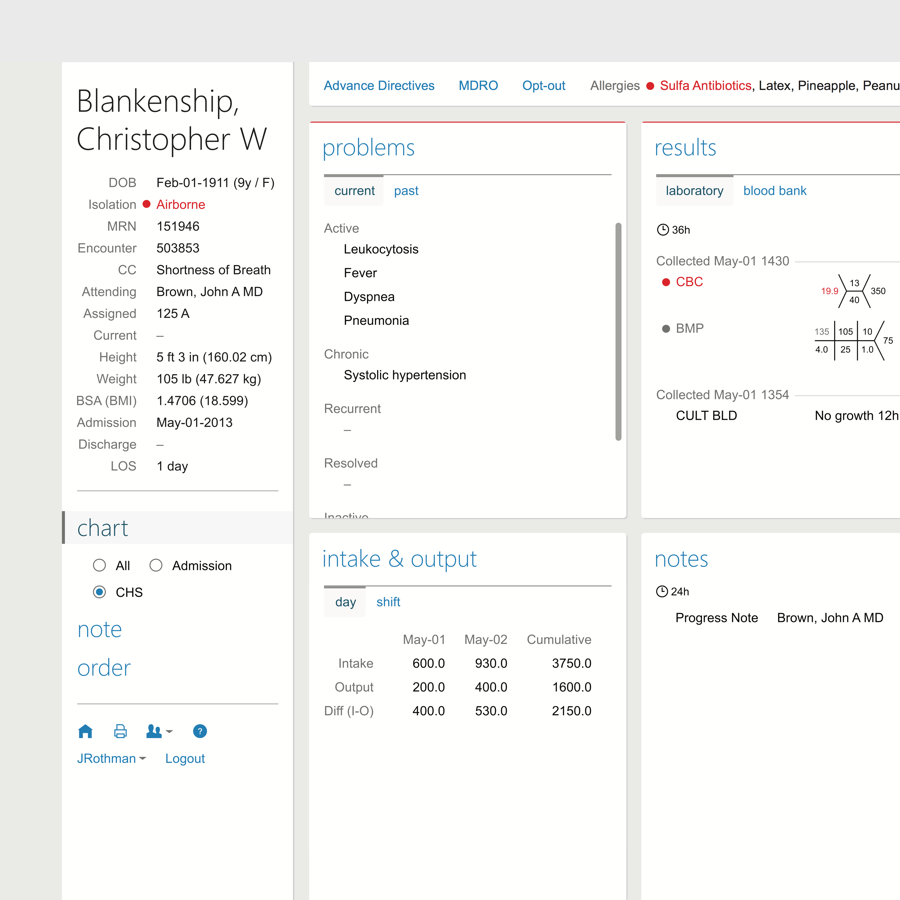 Blankenship,
Christopher W
DOB Feb-01-1911 (9y / F)
Isolation Airborne
MRN 151946
Encounter 503853
CC Shortness of Breath
Attending Brown, John A MD
Assigned 125 A
Current –
Height 5 ft 3 in (160.02 cm)
Weight 105 lb (47.627 kg)
BSA (BMI) 1.4706 (18.599)
Admission May-01-2013
Discharge –
LOS 1 day
chart
All Admission
CHS
note
order
?
JRothman Logout
Advance Directives MDRO Opt-out Allergies Sulfa Antibiotics, Latex, Pineapple, Peanu
problems
current past
Active
Leukocytosis
Fever
Dyspnea
Pneumonia
Chronic
Systolic hypertension
Recurrent
–
Resolved
–
Inactive
results
laboratory blood bank
36h
Collected May-01 1430
CBC 19.9 13 40 350
BMP 135 105 10 75
4.0 25 1.0
Collected May-01 1354
CULT BLD No growth 12h
intake & output
day shift
May-01 May-02 Cumulative
Intake 600.0 930.0 3750.0
Output 200.0 400.0 1600.0
Diff (I-O) 400.0 530.0 2150.0
notes
24h
Progress Note Brown, John A MD